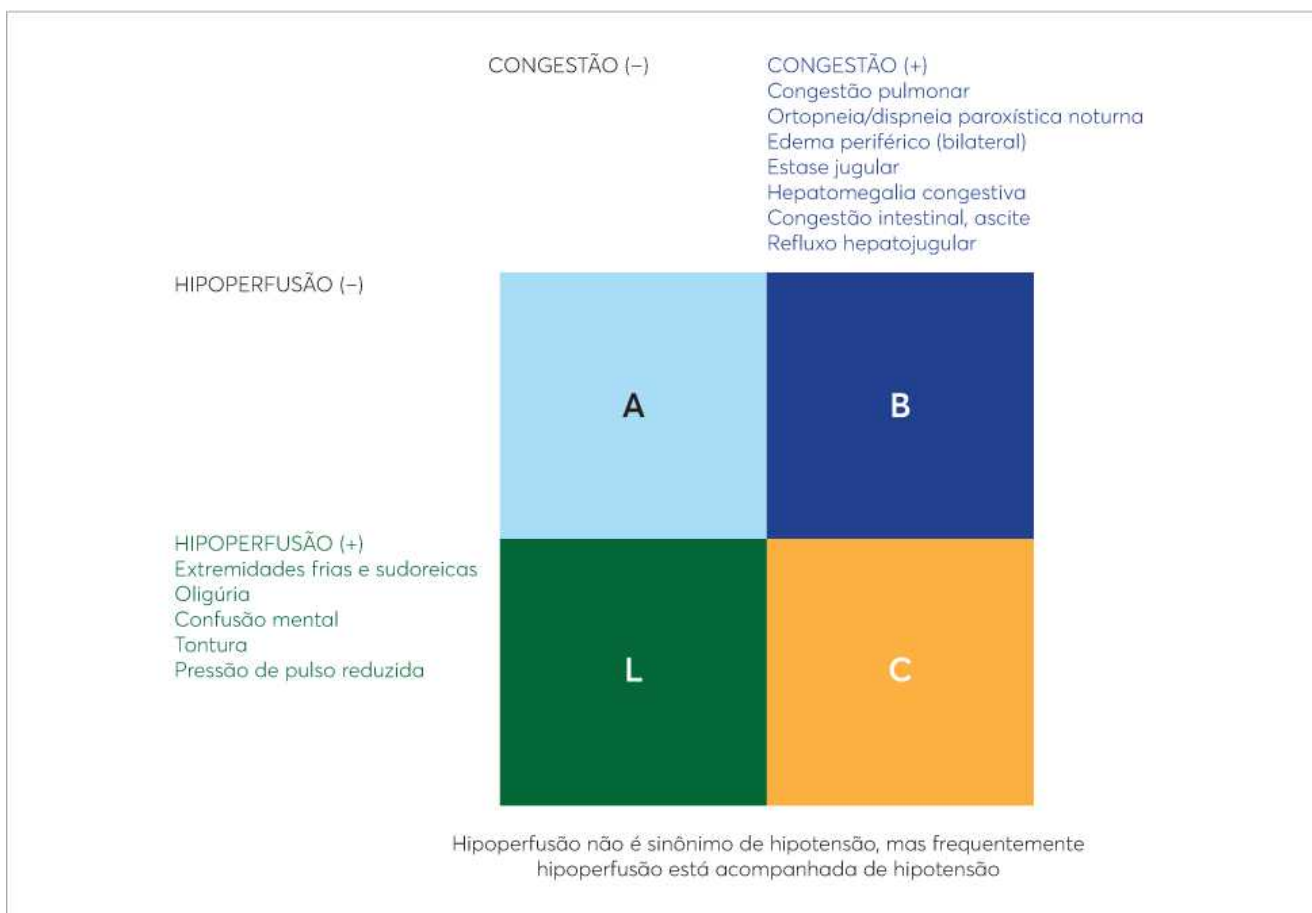 CONGESTÃO (–)
CONGESTÃO (+)
Congestão pulmonar
Ortopneia/dispneia paroxística noturna
Edema periférico (bilateral)
Estase jugular
Hepatomegalia congestiva
Congestão intestinal, ascite
Refluxo hepatojugular
HIPOPERFUSÃO (–)
A
B
HIPOPERFUSÃO (+)
Extremidades frias e sudoreicas
Oligúria
Confusão mental
Tontura
Pressão de pulso reduzida
L
C
Hipoperfusão não é sinônimo de hipotensão, mas frequentemente
hipoperfusão está acompanhada de hipotensão